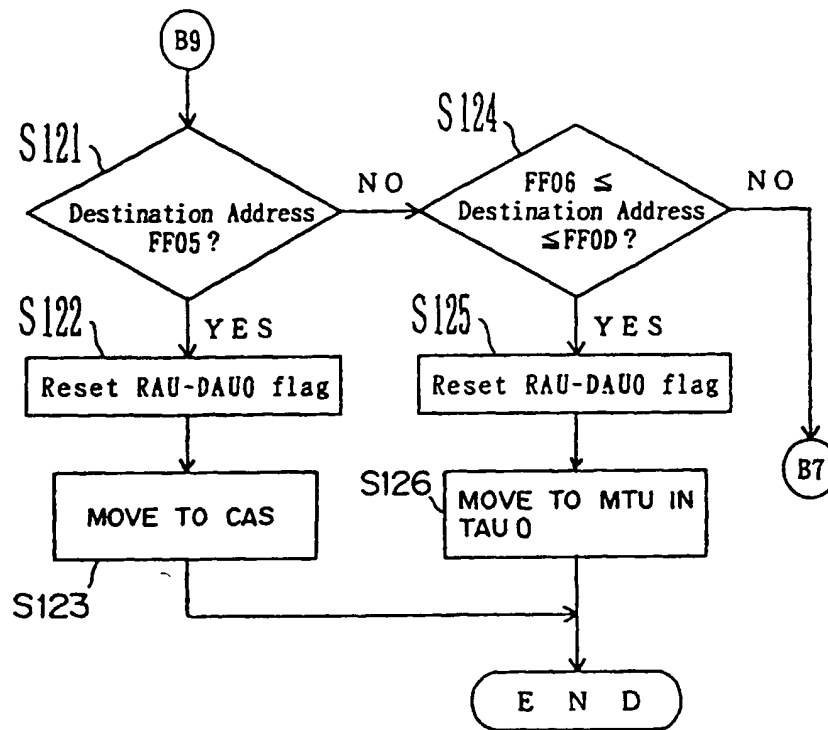 B9
S121
Destination Address
FF05?
NO
S124
FF06 ≦
Destination Address
≦FF0D?
NO
S122
YES
Reset RAU-DAU0 flag
S125
YES
Reset RAU-DAU0 flag
B7
MOVE TO CAS
S123
S126
MOVE TO MTU IN
TAU 0
END